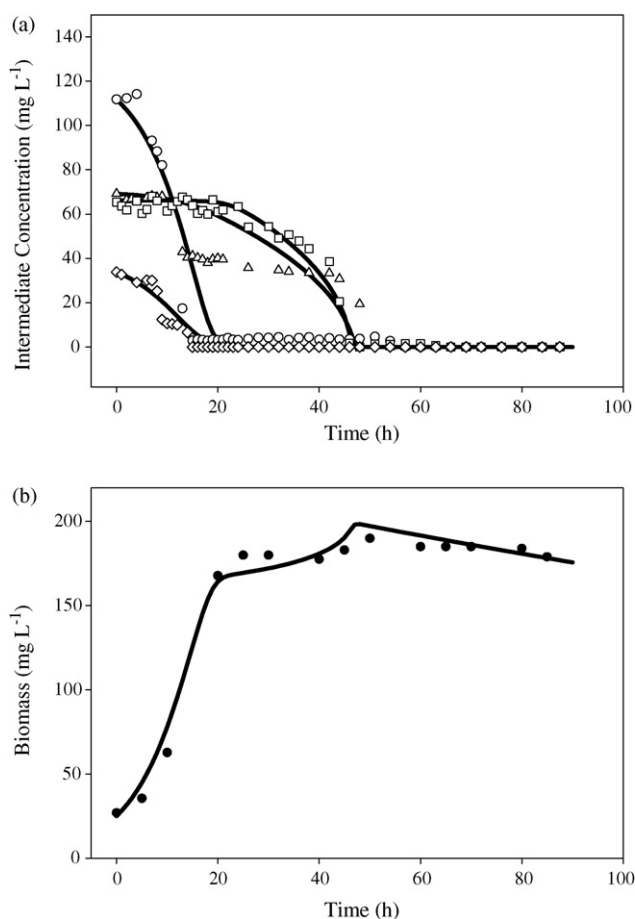 (a)
140
120
100
80
60
40
20
0
Intermediate Concentration (mg L-1)
0 20 40 60 80 100
Time (h)
(b)
200
150
100
50
0
Biomass (mg L-1)
0 20 40 60 80 100
Time (h)